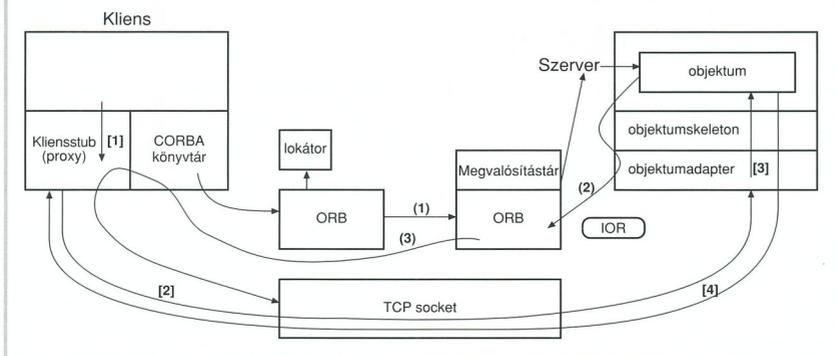 Kliens
Szerver
objektum
Kliensstub
(proxy)
[1]
CORBA
könyvtár
lokátor
objektumskeleton
Megvalósítástár
objektumadapter
[3]
(2)
ORB
(1)
ORB
IOR
(3)
[2]
[4]
TCP socket